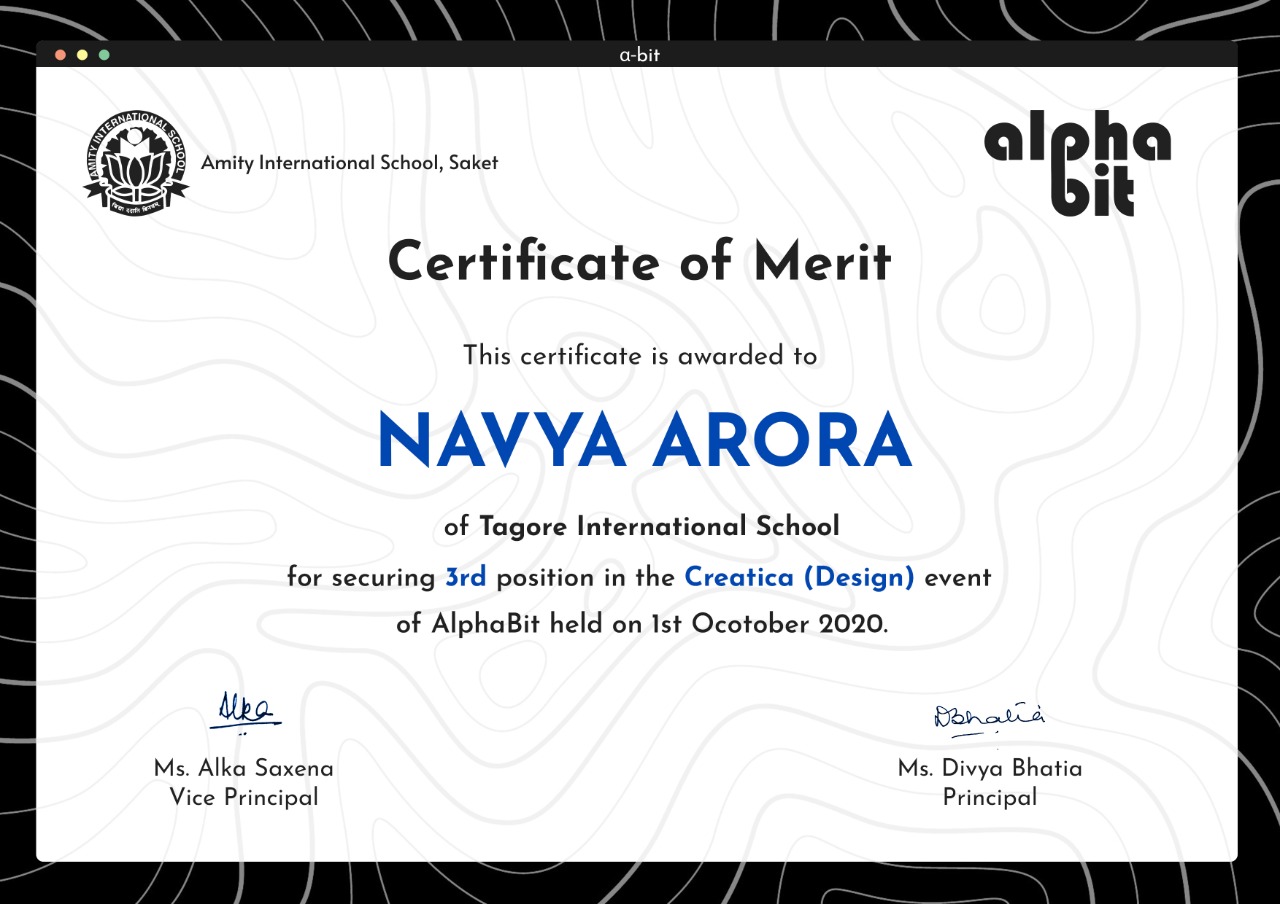 α-bit
AMITY INTERNATIONAL SCHOOL
विद्या ददाति विनयम्
Amity International School, Saket
alpha
bit
Certificate of Merit
This certificate is awarded to
NAVYA ARORA
of Tagore International School
for securing 3rd position in the Creatica (Design) event
of AlphaBit held on 1st Ocotober 2020.
Alka
DBhatia
Ms. Alka Saxena
Vice Principal
Ms. Divya Bhatia
Principal